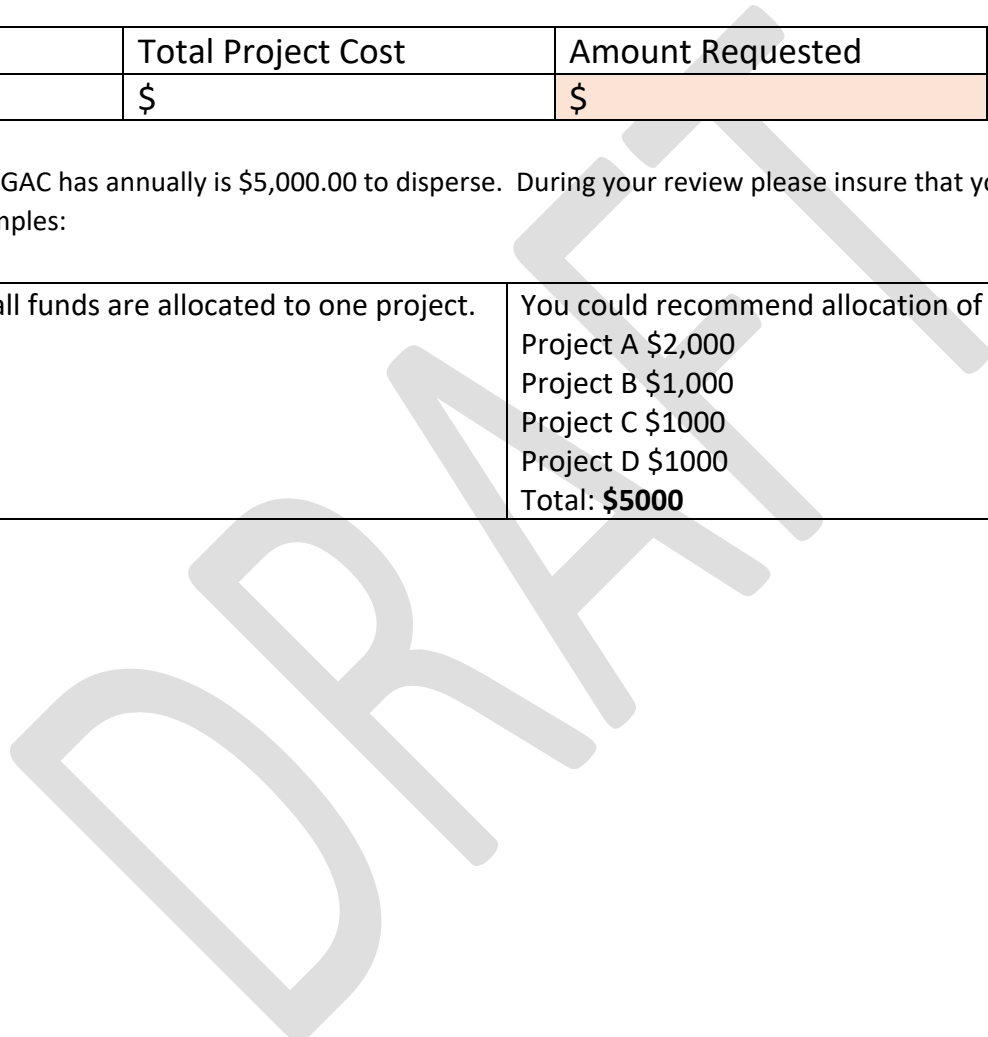 Total Project Cost Amount Requested
$ $
GAC has annually is $5,000.00 to disperse. During your review please insure that
mples:
all funds are allocated to one project. You could recommend allocation of
Project A $2,000
Project B $1,000
Project C $1000
Project D $1000
Total: $5000
DRAFT